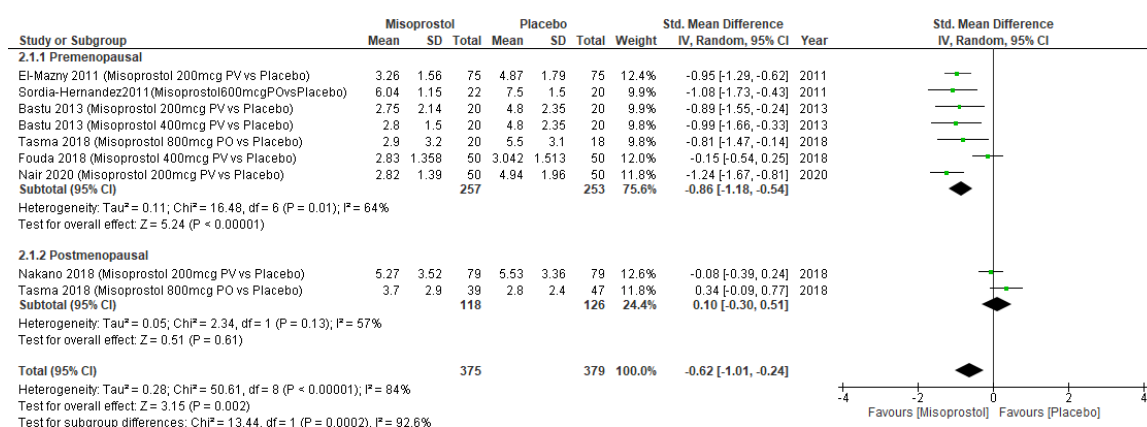 Misoprostol Placebo Std. Mean Difference Std. Mean Difference
Study or Subgroup Mean SD Total Mean SD Total Weight IV, Random, 95% CI Year IV, Random, 95% CI
2.1.1 Premenopausal
El-Mazny 2011 (Misoprostol 200mcg PV vs Placebo) 3.26 1.56 75 4.87 1.79 75 12.4% -0.95 [-1.29, -0.62] 2011
Sordia-Hernandez2011(Misoprostol600mcgPOvsPlacebo) 6.04 1.15 22 7.5 1.5 20 9.9% -1.08 [-1.73, -0.43] 2011
Bastu 2013 (Misoprostol 200mcg PV vs Placebo) 2.75 2.14 20 4.8 2.35 20 9.9% -0.89 [-1.55, -0.24] 2013
Bastu 2013 (Misoprostol 400mcg PV vs Placebo) 2.8 1.5 20 4.8 2.35 20 9.8% -0.99 [-1.66, -0.33] 2013
Tasma 2018 (Misoprostol 800mcg PO vs Placebo) 2.9 3.2 20 5.5 3.1 18 9.8% -0.81 [-1.47, -0.14] 2018
Fouda 2018 (Misoprostol 400mcg PV vs Placebo) 2.83 1.358 50 3.042 1.513 50 12.0% -0.15 [-0.54, 0.25] 2018
Nair 2020 (Misoprostol 200mcg PV vs Placebo) 2.82 1.39 50 4.94 1.96 50 11.8% -1.24 [-1.67, -0.81] 2020
Subtotal (95% CI) 257 253 75.6% -0.86 [-1.18, -0.54]
Heterogeneity: Tau² = 0.11; Chi² = 16.48, df = 6 (P = 0.01); I² = 64%
Test for overall effect: Z = 5.24 (P < 0.00001)
2.1.2 Postmenopausal
Nakano 2018 (Misoprostol 200mcg PV vs Placebo) 5.27 3.52 79 5.53 3.36 79 12.6% -0.08 [-0.39, 0.24] 2018
Tasma 2018 (Misoprostol 800mcg PO vs Placebo) 3.7 2.9 39 2.8 2.4 47 11.8% 0.34 [-0.09, 0.77] 2018
Subtotal (95% CI) 118 126 24.4% 0.10 [-0.30, 0.51]
Heterogeneity: Tau² = 0.05; Chi² = 2.34, df = 1 (P = 0.13); I² = 57%
Test for overall effect: Z = 0.51 (P = 0.61)
Total (95% CI) 375 379 100.0% -0.62 [-1.01, -0.24]
Heterogeneity: Tau² = 0.28; Chi² = 50.61, df = 8 (P < 0.00001); I² = 84%
Test for overall effect: Z = 3.15 (P = 0.002)
Test for subgroup differences: Chi² = 13.44, df = 1 (P = 0.0002), I² = 92.6%
-4 -2 0 2 4
Favours [Misoprostol] Favours [Placebo]